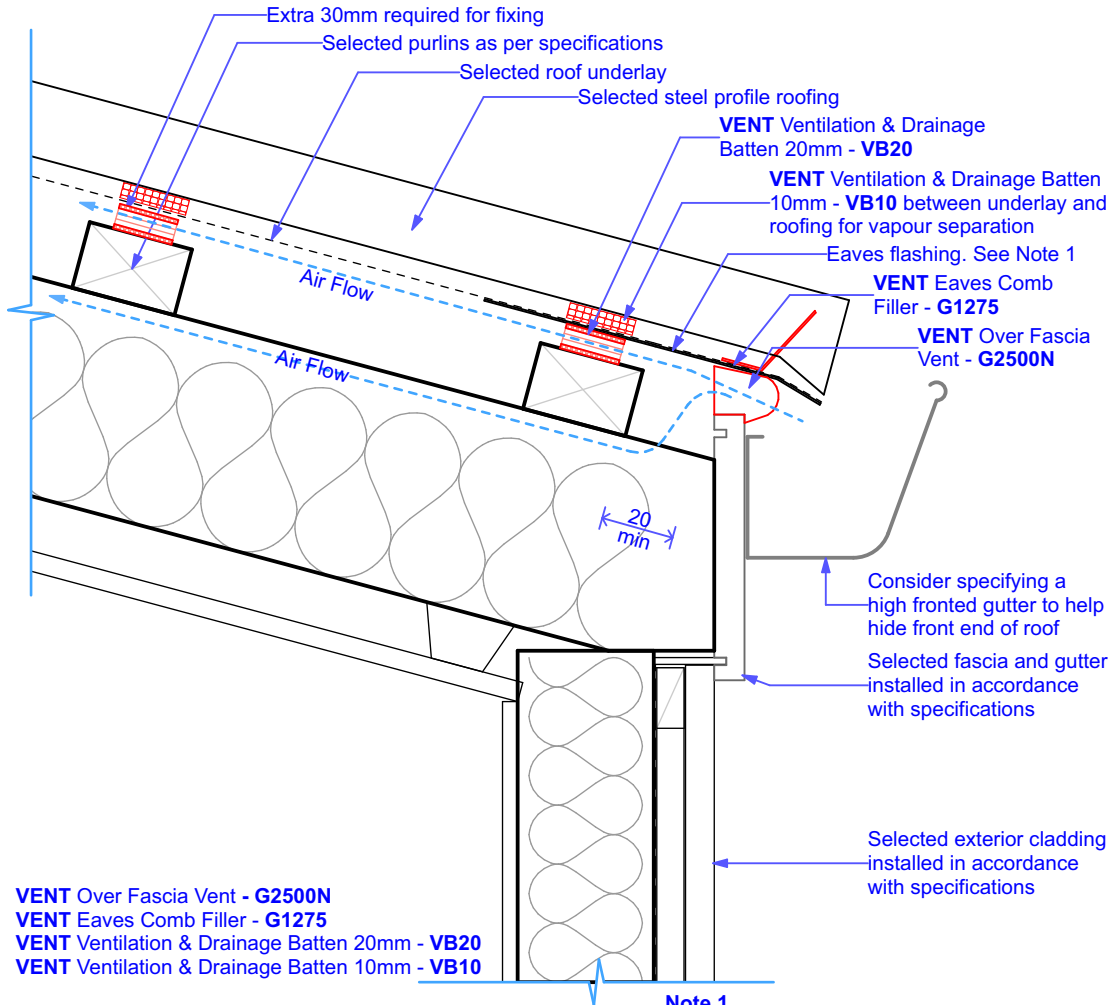 Extra 30mm required for fixing
Selected purlins as per specifications
Selected roof underlay
Selected steel profile roofing
VENT Ventilation & Drainage
Batten 20mm - VB20
VENT Ventilation & Drainage Batten
10mm - VB10 between underlay and
roofing for vapour separation
Eaves flashing. See Note 1
VENT Eaves Comb
Filler - G1275
VENT Over Fascia
Vent - G2500N
Air Flow
Air Flow
20
min
Consider specifying a
high fronted gutter to help
hide front end of roof
Selected fascia and gutter
installed in accordance
with specifications
Selected exterior cladding
installed in accordance
with specifications
VENT Over Fascia Vent - G2500N
VENT Eaves Comb Filler - G1275
VENT Ventilation & Drainage Batten 20mm - VB20
VENT Ventilation & Drainage Batten 10mm - VB10
Note 1